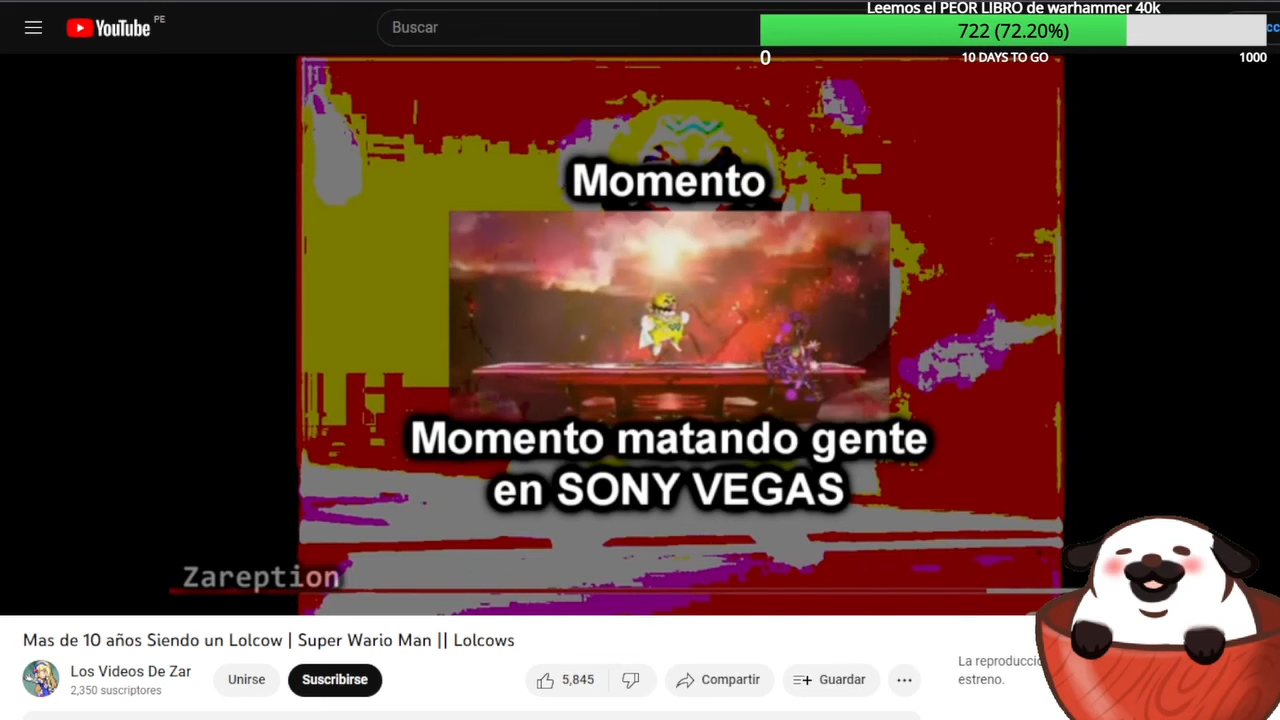 Leemos el PEOR LIBRO de warhammer 40k
YouTube PE
Buscar
722 (72.20%)
0
10 DAYS TO GO
1000
Momento
Momento matando gente
en SONY VEGAS
Zareption
Mas de 10 años Siendo un Lolcow | Super Wario Man || Lolcows
Los Videos De Zar
2,350 suscriptores
Unirse
Suscribirse
5,845
Compartir
Guardar
La reproducció
estreno.